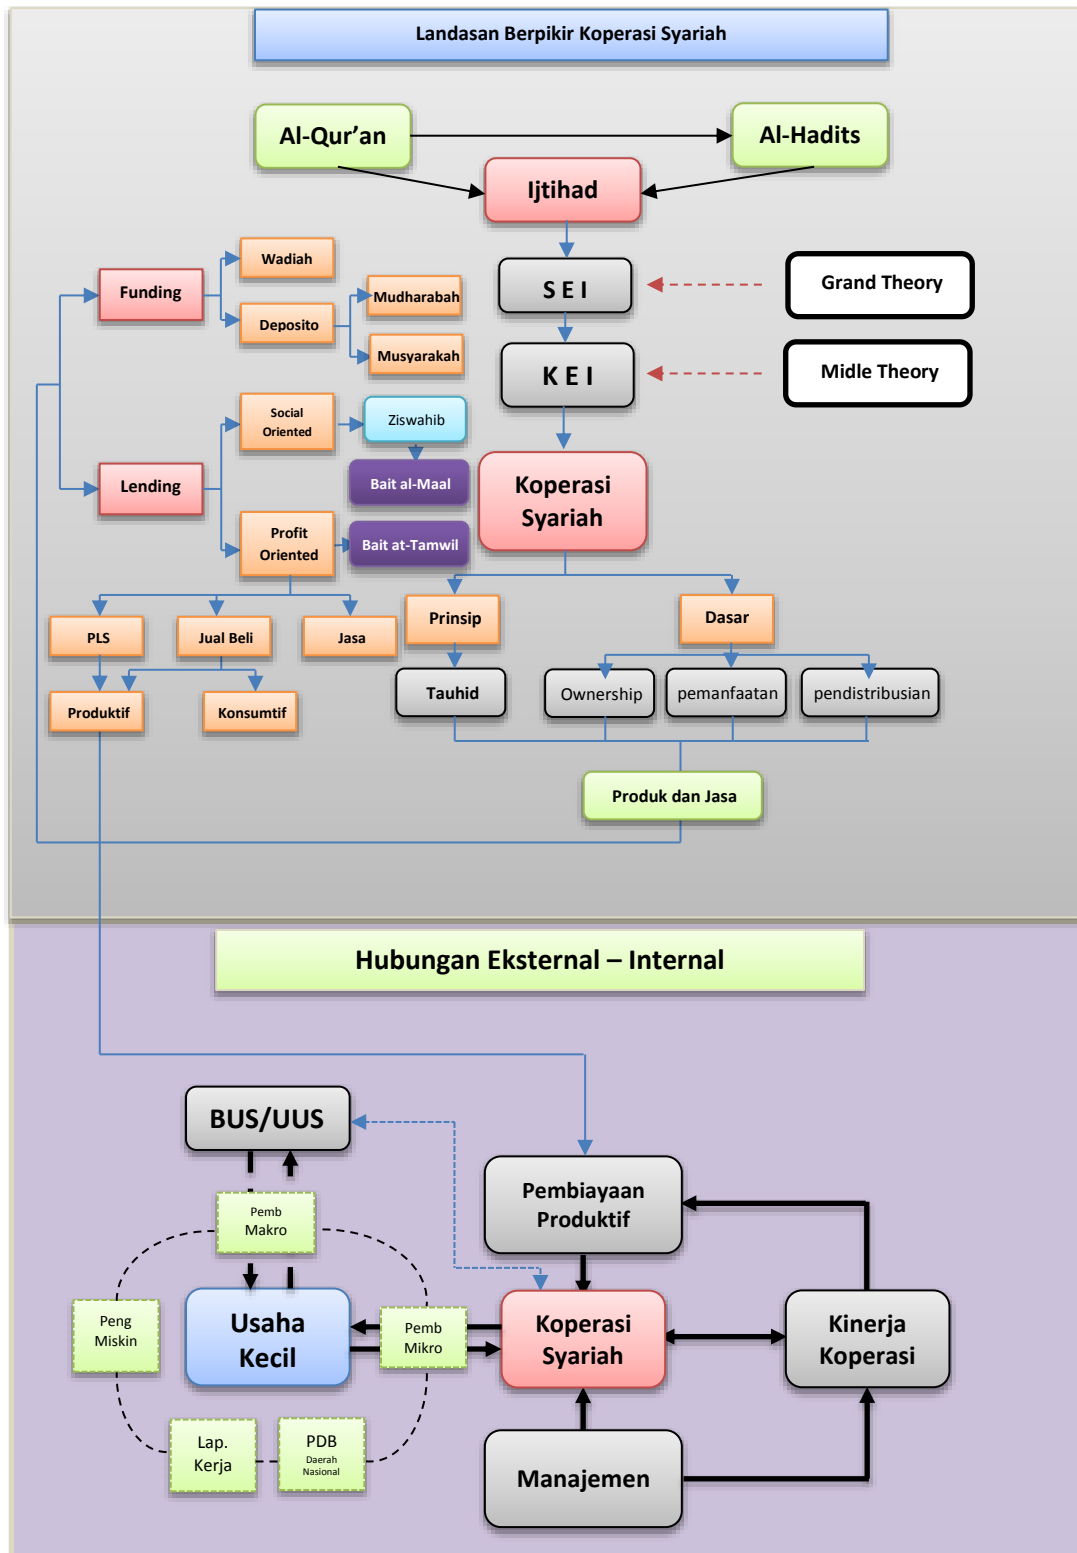 Landasan Berpikir Koperasi Syariah
Al-Qur’an
Al-Hadits
Ijtihad
Wadiah
Funding
S E I
Grand Theory
Mudharabah
Deposito
Musyarakah
K E I
Midle Theory
Social
Oriented
Ziswahib
Lending
Bait al-Maal
Koperasi
Syariah
Profit
Oriented
Bait at-Tamwil
PLS
Jual Beli
Jasa
Prinsip
Dasar
Produktif
Konsumtif
Tauhid
Ownership
pemanfaatan
pendistribusian
Produk dan Jasa
Hubungan Eksternal – Internal
BUS/UUS
Pembiayaan
Produktif
Pemb
Makro
Peng
Miskin
Usaha
Kecil
Pemb
Mikro
Koperasi
Syariah
Kinerja
Koperasi
Lap.
Kerja
PDB
Daerah
Nasional
Manajemen